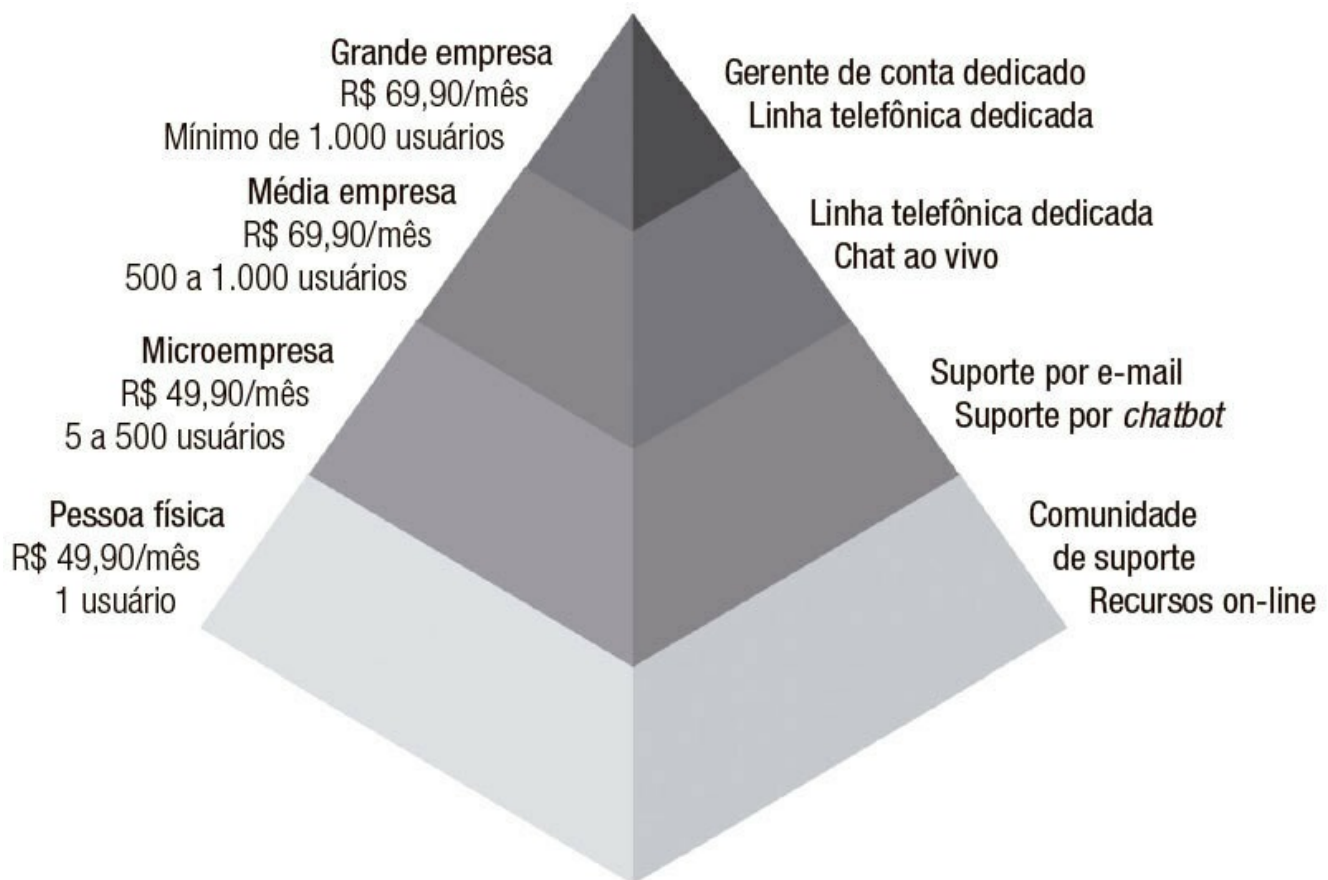 Grande empresa
R$ 69,90/mês
Mínimo de 1.000 usuários
Gerente de conta dedicado
Linha telefônica dedicada
Média empresa
R$ 69,90/mês
500 a 1.000 usuários
Linha telefônica dedicada
Chat ao vivo
Microempresa
R$ 49,90/mês
5 a 500 usuários
Suporte por e-mail
Suporte por chatbot
Pessoa física
R$ 49,90/mês
1 usuário
Comunidade
de suporte
Recursos on-line